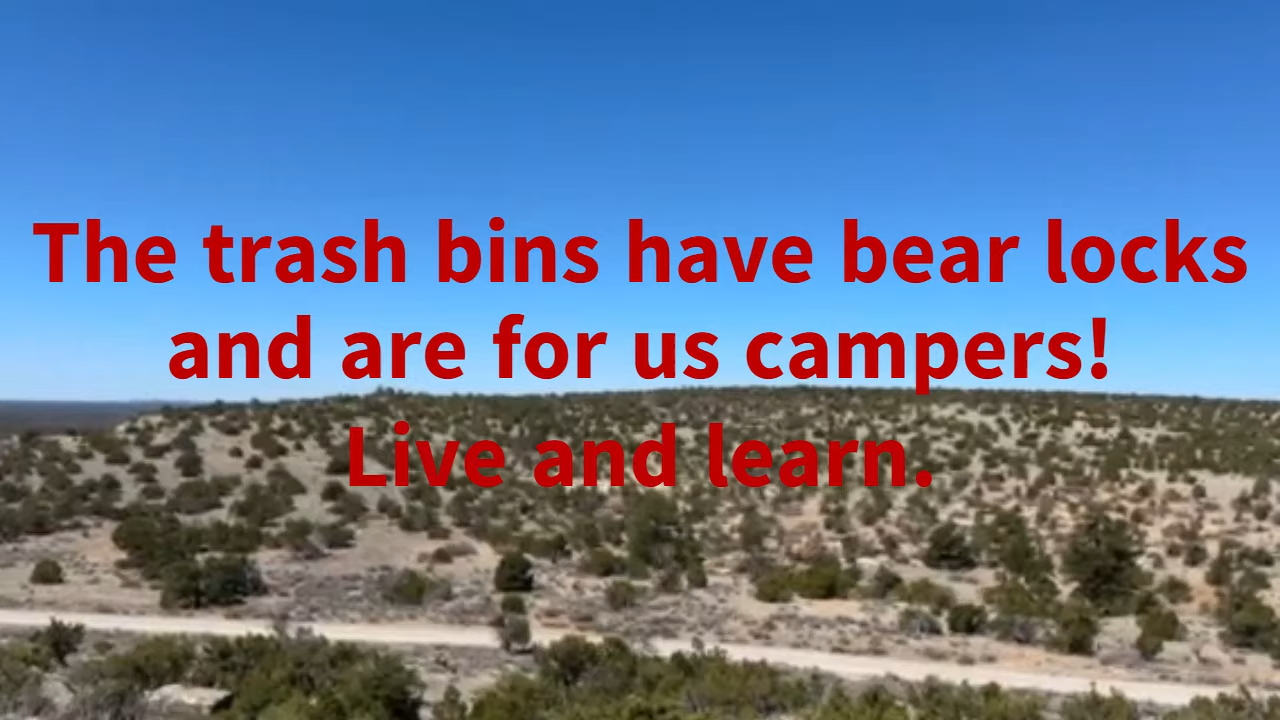 The trash bins have bear locks
and are for us campers!
Live and learn.